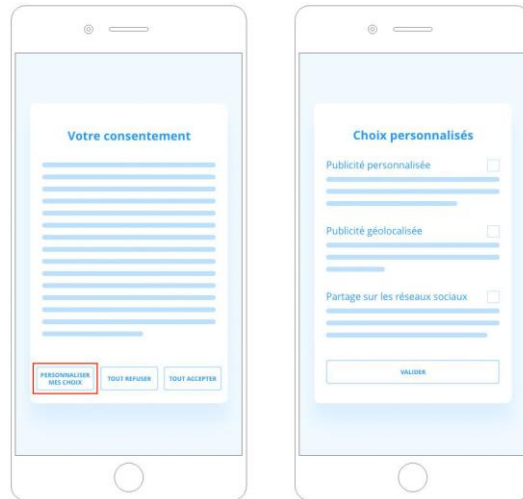 Votre consentement
PERSONNALISER
MES CHOIX
TOUT REFUSER
TOUT ACCEPTER
Choix personnalisés
Publicité personnalisée
Publicité géolocalisée
Partage sur les réseaux sociaux
VALIDER